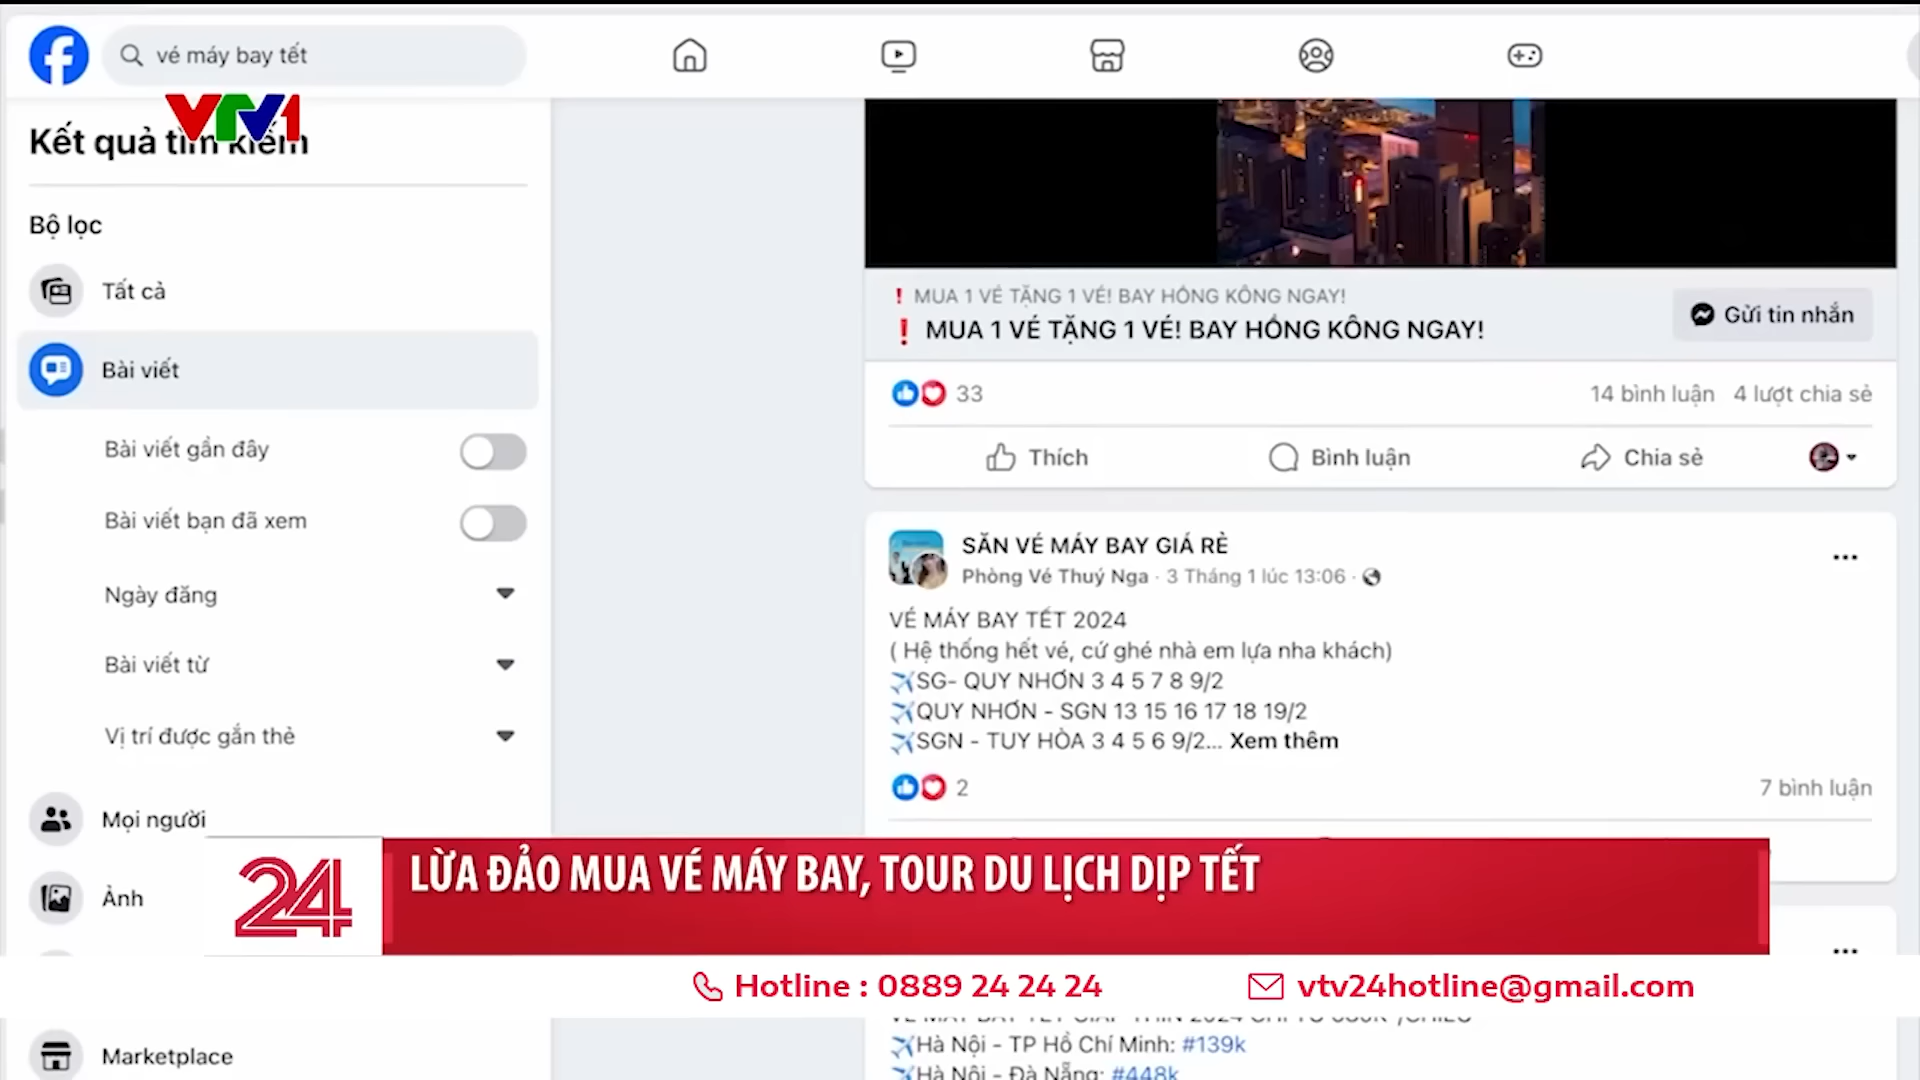 vé máy bay tết
VTV1
Kết quả tìm kiếm
Bộ lọc
Tất cả
Bài viết
Bài viết gần đây
Bài viết bạn đã xem
Ngày đăng
Bài viết từ
Vị trí được gắn thẻ
Mọi người
Ảnh
Marketplace
❗ MUA 1 VÉ TẶNG 1 VÉ! BAY HỒNG KÔNG NGAY!
❗ MUA 1 VÉ TẶNG 1 VÉ! BAY HỒNG KÔNG NGAY!
Gửi tin nhắn
33
14 bình luận 4 lượt chia sẻ
Thích Bình luận Chia sẻ
SĂN VÉ MÁY BAY GIÁ RẺ
Phòng Vé Thuý Nga · 3 Tháng 1 lúc 13:06 ·
VÉ MÁY BAY TẾT 2024
( Hệ thống hết vé, cứ ghé nhà em lựa nha khách)
✈️SG- QUY NHƠN 3 4 5 7 8 9/2
✈️QUY NHƠN - SGN 13 15 16 17 18 19/2
✈️SGN - TUY HÒA 3 4 5 6 9/2... Xem thêm
2
7 bình luận
24
LỪA ĐẢO MUA VÉ MÁY BAY, TOUR DU LỊCH DỊP TẾT
Hotline : 0889 24 24 24
vtv24hotline@gmail.com
✈️Hà Nội - TP Hồ Chí Minh: #139k
✈️Hà Nội - Đà Nẵng: #448k